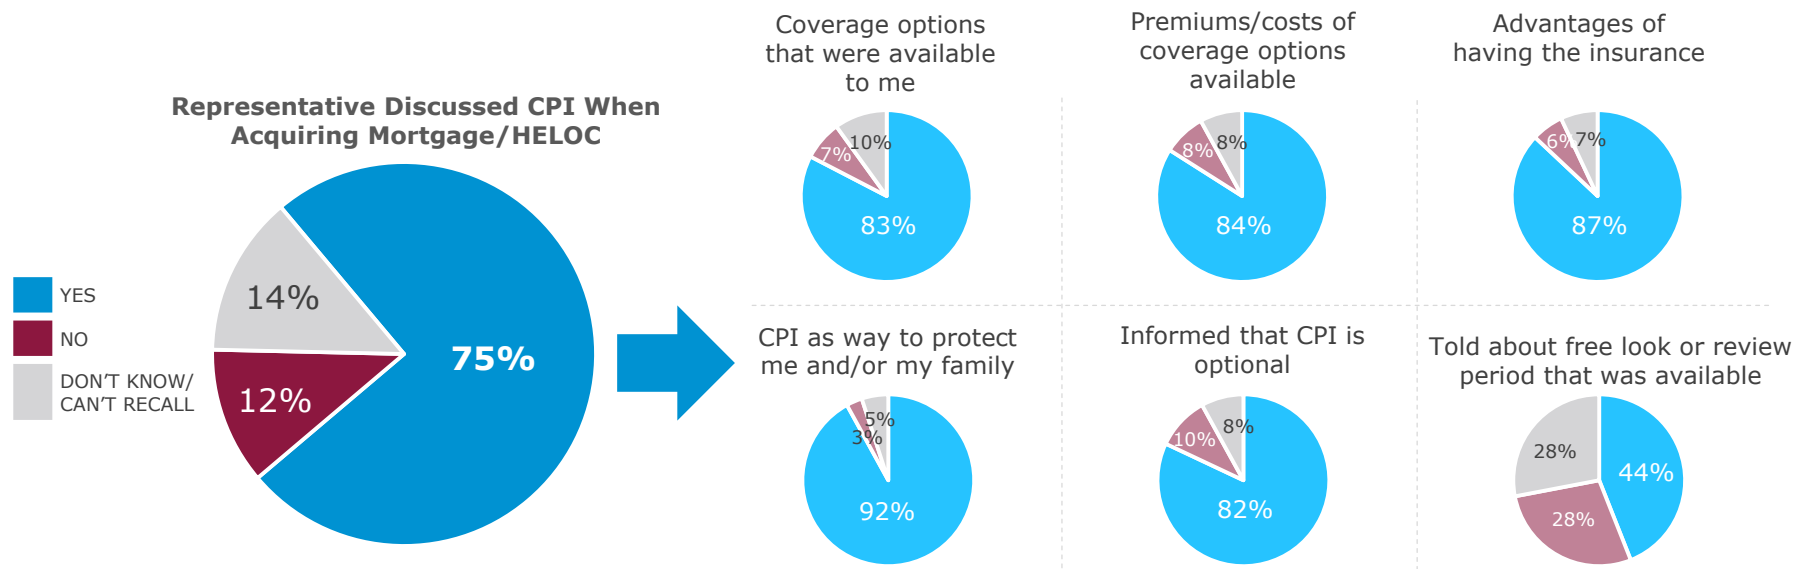 Representative Discussed CPI When
Acquiring Mortgage/HELOC
YES
NO
DON'T KNOW/
CAN'T RECALL
14%
12%
75%
Coverage options
that were available
to me
7%
10%
83%
Premiums/costs of
coverage options
available
8%
8%
84%
Advantages of
having the insurance
6%
7%
87%
CPI as way to protect
me and/or my family
5%
3%
92%
Informed that CPI is
optional
10%
8%
82%
Told about free look or review
period that was available
28%
44%
28%